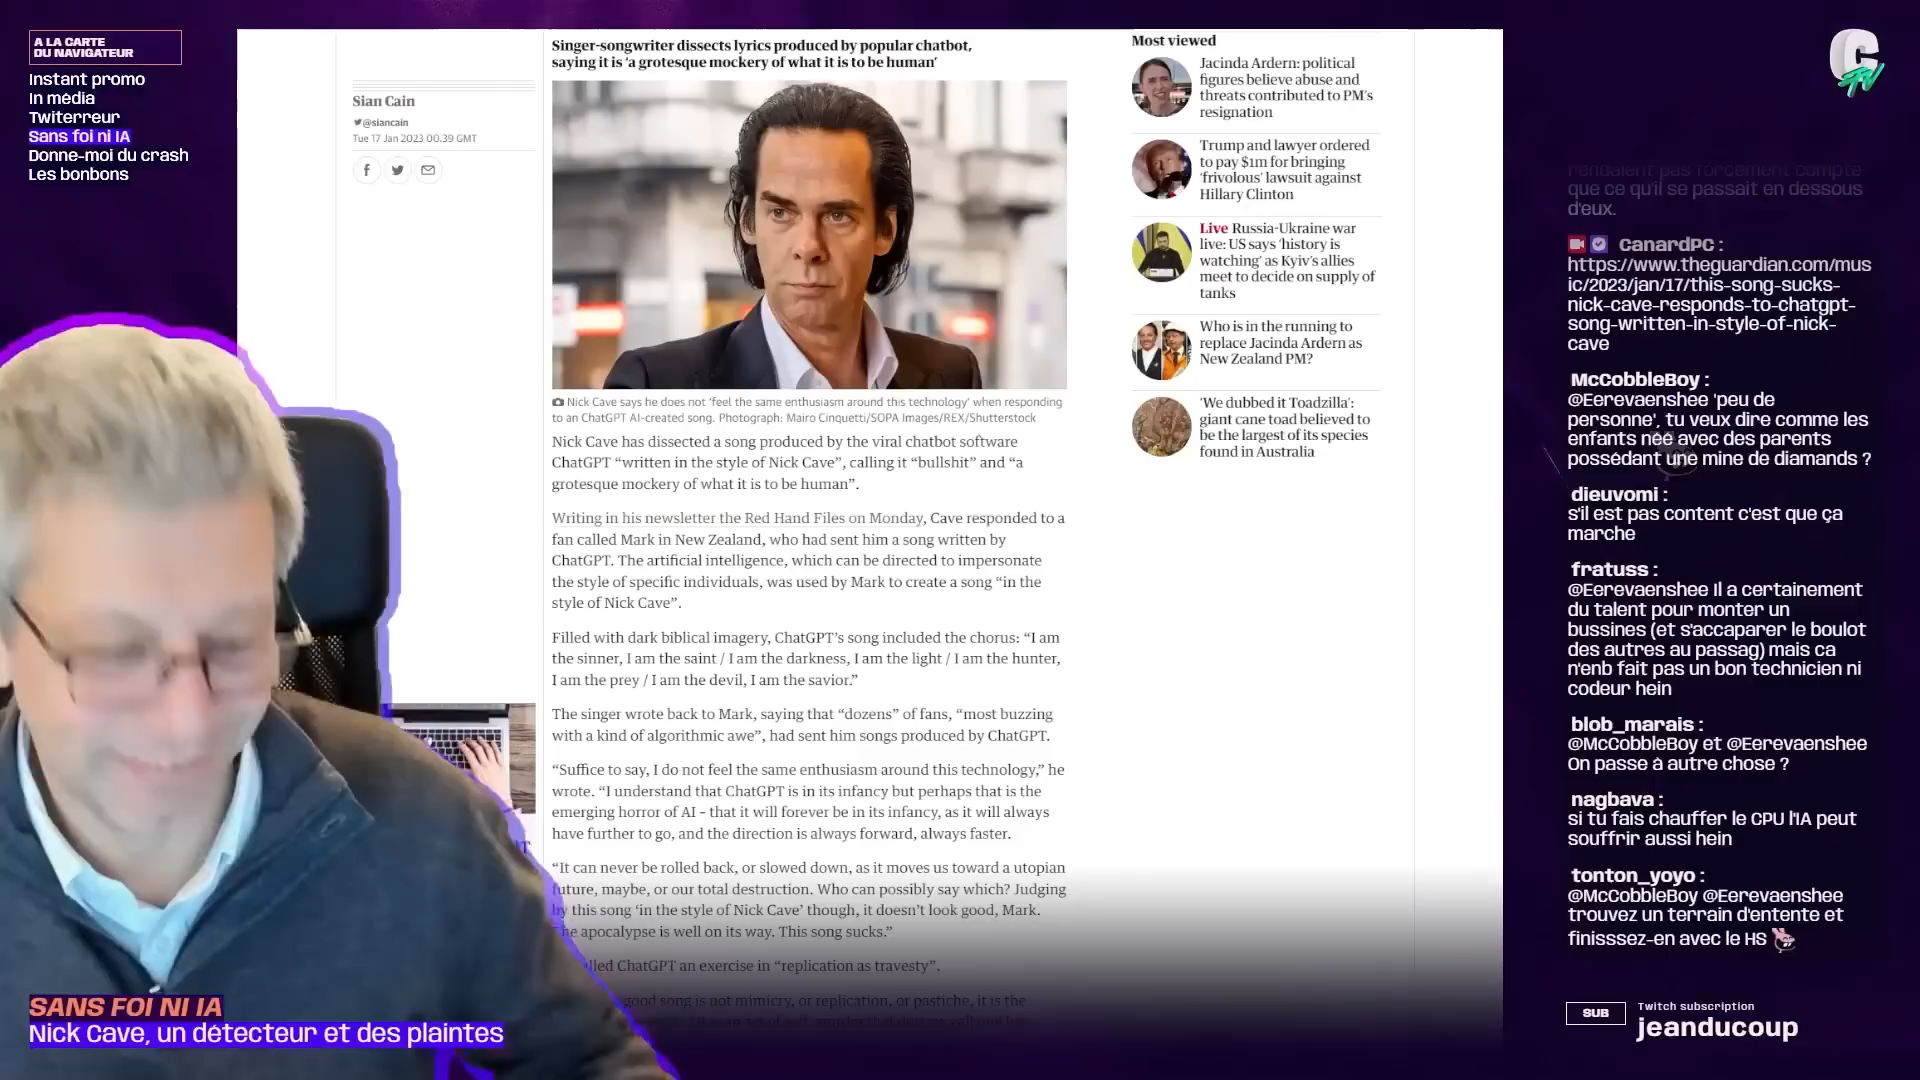 A LA CARTE
DU NAVIGATEUR
Instant promo
In média
Twiterreur
Sans foi ni IA
Donne-moi du crash
Les bonbons
Sian Cain
@siancain
Tue 17 Jan 2023 00.39 GMT
Singer-songwriter dissects lyrics produced by popular chatbot,
saying it is ‘a grotesque mockery of what it is to be human’
Nick Cave says he does not ‘feel the same enthusiasm around this technology’ when responding
to an ChatGPT AI-created song. Photograph: Mairo Cinquetti/SOPA Images/REX/Shutterstock
Nick Cave has dissected a song produced by the viral chatbot software
ChatGPT “written in the style of Nick Cave”, calling it “bullshit” and “a
grotesque mockery of what it is to be human”.
Writing in his newsletter the Red Hand Files on Monday, Cave responded to a
fan called Mark in New Zealand, who had sent him a song written by
ChatGPT. The artificial intelligence, which can be directed to impersonate
the style of specific individuals, was used by Mark to create a song “in the
style of Nick Cave”.
Filled with dark biblical imagery, ChatGPT’s song included the chorus: “I am
the sinner, I am the saint / I am the darkness, I am the light / I am the hunter,
I am the prey / I am the devil, I am the savior.”
The singer wrote back to Mark, saying that “dozens” of fans, “most buzzing
with a kind of algorithmic awe”, had sent him songs produced by ChatGPT.
“Suffice to say, I do not feel the same enthusiasm around this technology,” he
wrote. “I understand that ChatGPT is in its infancy but perhaps that is the
emerging horror of AI – that it will forever be in its infancy, as it will always
have further to go, and the direction is always forward, always faster.
“It can never be rolled back, or slowed down, as it moves us toward a utopian
future, maybe, or our total destruction. Who can possibly say which? Judging
by this song ‘in the style of Nick Cave’ though, it doesn’t look good, Mark.
he apocalypse is well on its way. This song sucks.”
lled ChatGPT an exercise in “replication as travesty”.
good song is not mimicry, or replication, or pastiche, it is the
Most viewed
Jacinda Ardern: political
figures believe abuse and
threats contributed to PM’s
resignation
Trump and lawyer ordered
to pay $1m for bringing
‘frivolous’ lawsuit against
Hillary Clinton
Live Russia-Ukraine war
live: US says ‘history is
watching’ as Kyiv’s allies
meet to decide on supply of
tanks
Who is in the running to
replace Jacinda Ardern as
New Zealand PM?
‘We dubbed it Toadzilla’:
giant cane toad believed to
be the largest of its species
found in Australia
C TV
rendaient pas forcément compte
que ce qu'il se passait en dessous
d'eux.
CanardPC :
https://www.theguardian.com/mus
ic/2023/jan/17/this-song-sucks-
nick-cave-responds-to-chatgpt-
song-written-in-style-of-nick-
cave
McCobbleBoy :
@Eerevaenshee 'peu de
personne', tu veux dire comme les
enfants née avec des parents
possédant une mine de diamands ?
dieuvomi :
s'il est pas content c'est que ça
marche
fratuss :
@Eerevaenshee Il a certainement
du talent pour monter un
bussines (et s'accaparer le boulot
des autres au passag) mais ca
n'enb fait pas un bon technicien ni
codeur hein
blob_marais :
@McCobbleBoy et @Eerevaenshee
On passe à autre chose ?
nagbava :
si tu fais chauffer le CPU l'IA peut
souffrir aussi hein
tonton_yoyo :
@McCobbleBoy @Eerevaenshee
trouvez un terrain d'entente et
finisssez-en avec le HS
SUB
Twitch subscription
jeanducoup
SANS FOI NI IA
Nick Cave, un détecteur et des plaintes